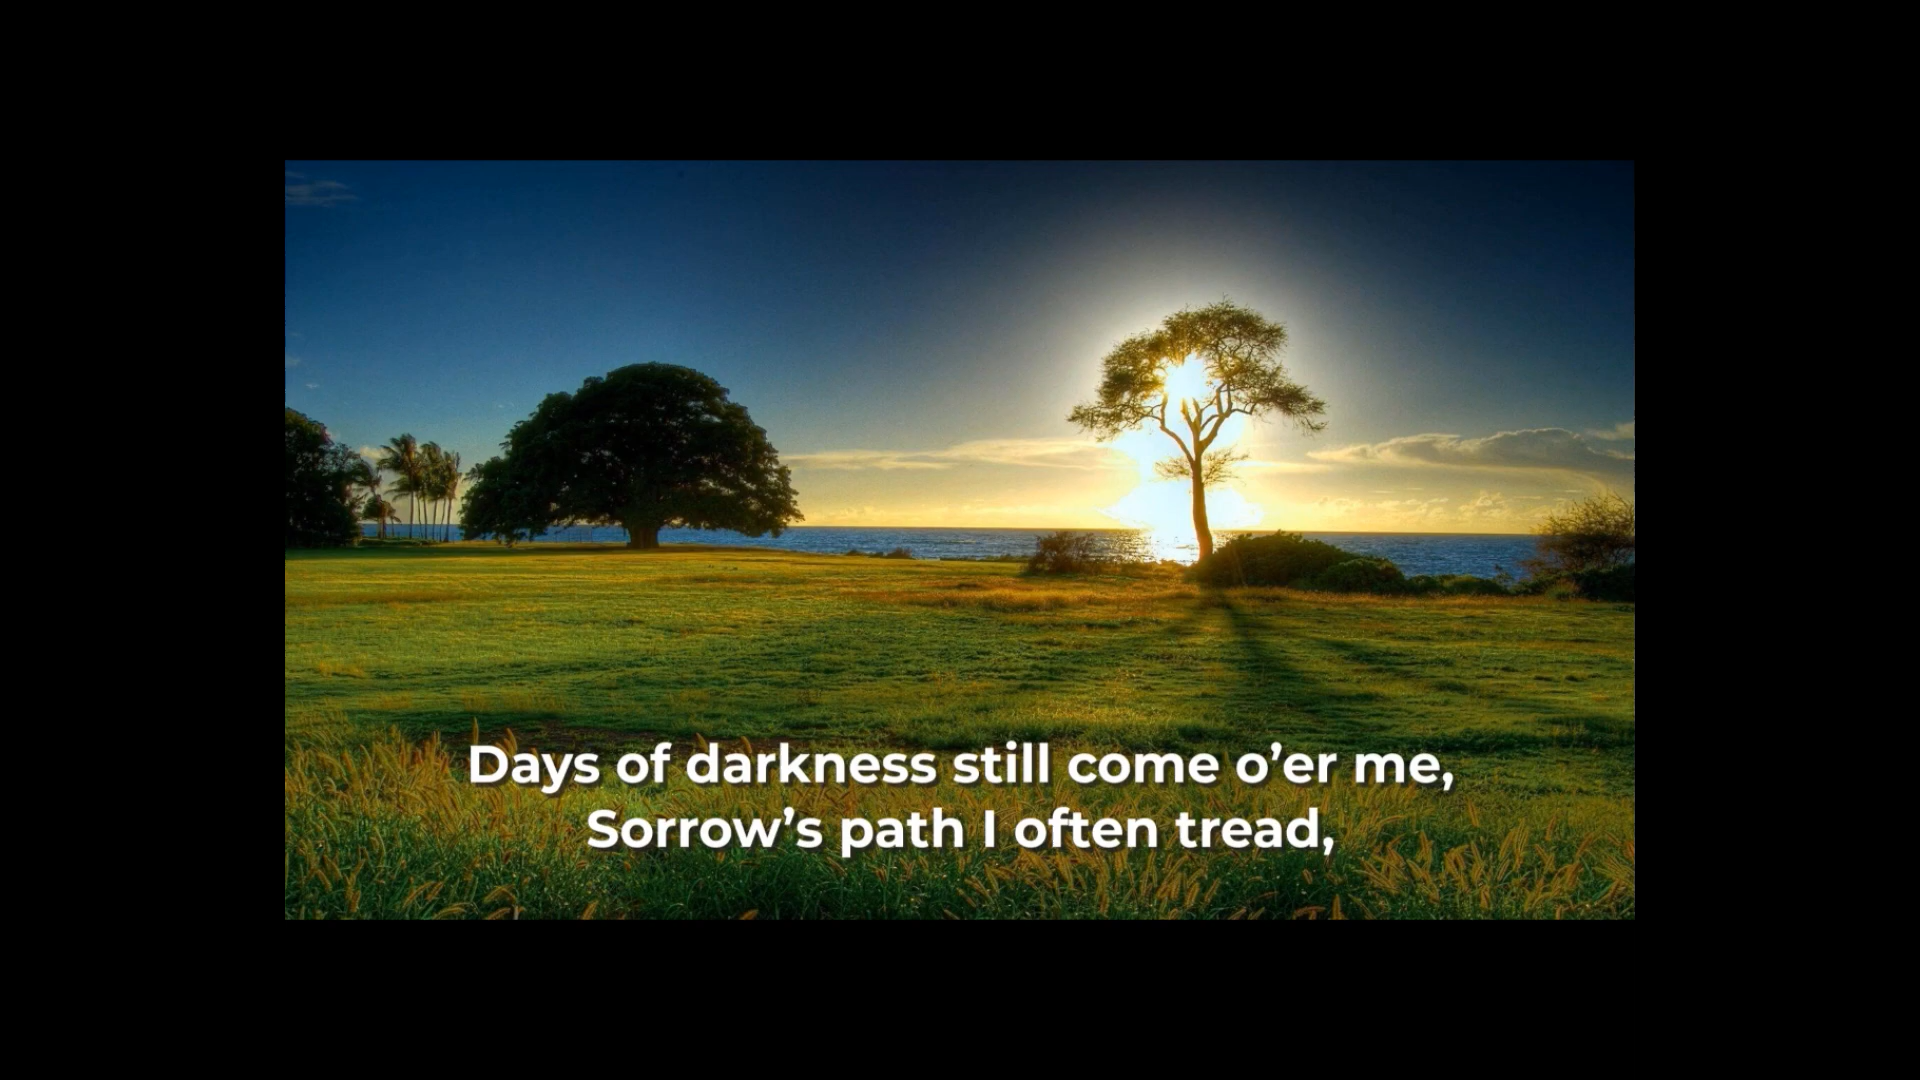 Days of darkness still come o’er me,
Sorrow’s path I often tread,